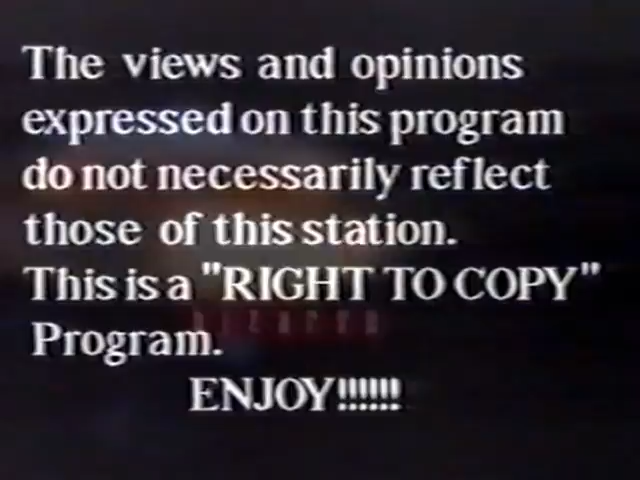 The views and opinions
expressed on this program
do not necessarily reflect
those of this station.
This is a "RIGHT TO COPY"
Program.
ENJOY!!!!!!